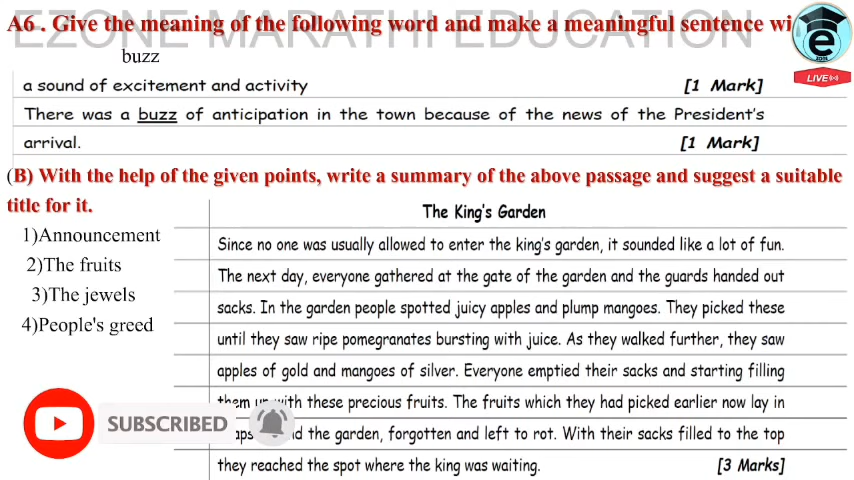 EZONE MARATHI EDUCATION
A6 . Give the meaning of the following word and make a meaningful sentence wi
e
LIVE
buzz
a sound of excitement and activity [1 Mark]
There was a buzz of anticipation in the town because of the news of the President's
arrival. [1 Mark]
(B) With the help of the given points, write a summary of the above passage and suggest a suitable
title for it.
The King's Garden
1)Announcement
2)The fruits
3)The jewels
4)People's greed
Since no one was usually allowed to enter the king's garden, it sounded like a lot of fun.
The next day, everyone gathered at the gate of the garden and the guards handed out
sacks. In the garden people spotted juicy apples and plump mangoes. They picked these
until they saw ripe pomegranates bursting with juice. As they walked further, they saw
apples of gold and mangoes of silver. Everyone emptied their sacks and starting filling
them up with these precious fruits. The fruits which they had picked earlier now lay in
the garden, forgotten and left to rot. With their sacks filled to the top
they reached the spot where the king was waiting. [3 Marks]
SUBSCRIBED